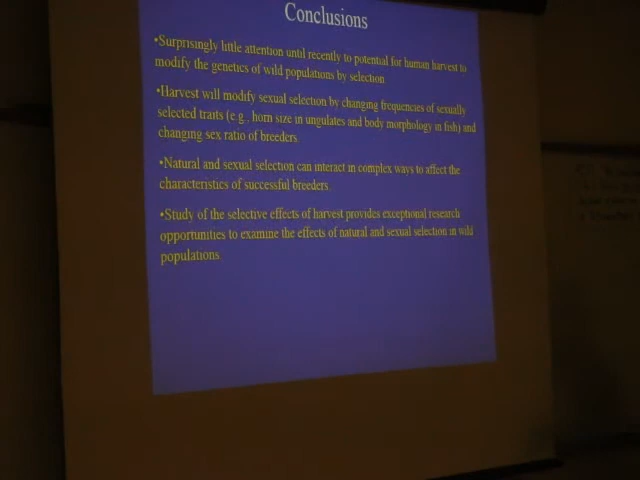 Conclusions
•Surprisingly little attention until recently to potential for human harvest to
modify the genetics of wild populations by selection.
•Harvest will modify sexual selection by changing frequencies of sexually
selected traits (e.g., horn size in ungulates and body morphology in fish) and
changing sex ratio of breeders.
•Natural and sexual selection can interact in complex ways to affect the
characteristics of successful breeders.
•Study of the selective effects of harvest provides exceptional research
opportunities to examine the effects of natural and sexual selection in wild
populations.